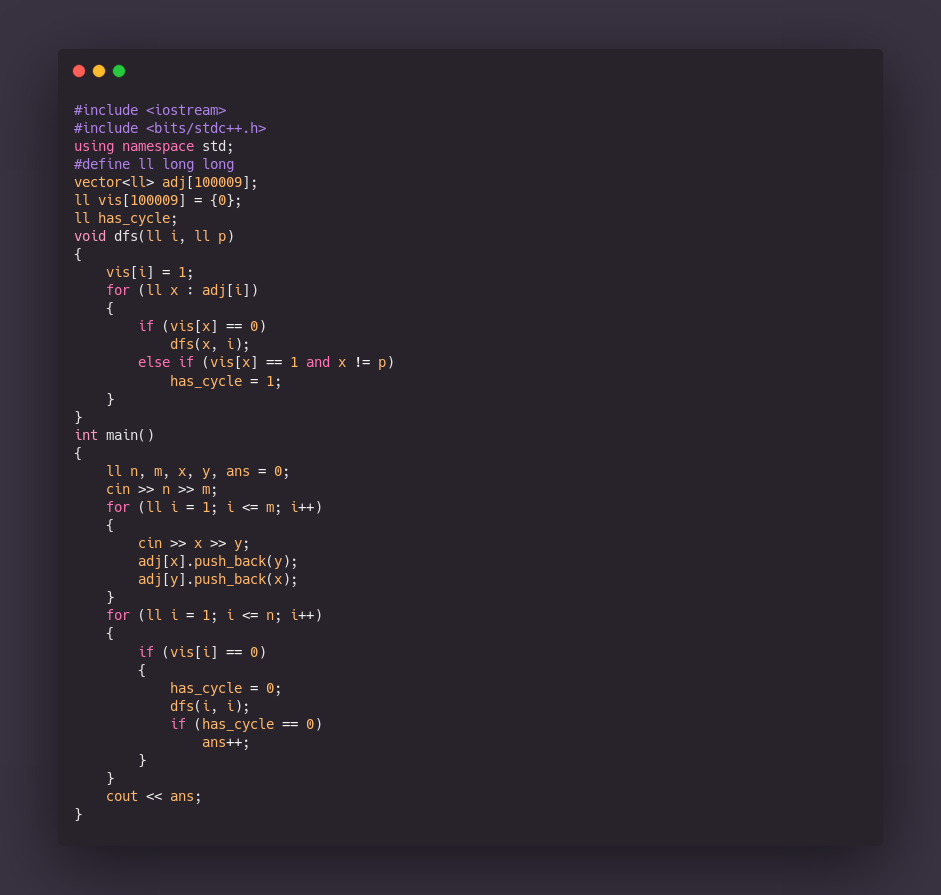 #include <iostream>
#include <bits/stdc++.h>
using namespace std;
#define ll long long
vector<ll> adj[100009];
ll vis[100009] = {0};
ll has_cycle;
void dfs(ll i, ll p)
{
    vis[i] = 1;
    for (ll x : adj[i])
    {
        if (vis[x] == 0)
            dfs(x, i);
        else if (vis[x] == 1 and x != p)
            has_cycle = 1;
    }
}
int main()
{
    ll n, m, x, y, ans = 0;
    cin >> n >> m;
    for (ll i = 1; i <= m; i++)
    {
        cin >> x >> y;
        adj[x].push_back(y);
        adj[y].push_back(x);
    }
    for (ll i = 1; i <= n; i++)
    {
        if (vis[i] == 0)
        {
            has_cycle = 0;
            dfs(i, i);
            if (has_cycle == 0)
                ans++;
        }
    }
    cout << ans;
}